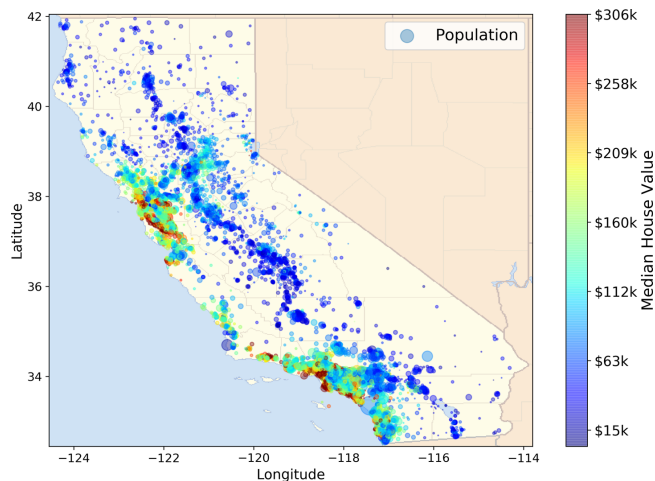 42
40
38
36
34
Latitude
−124
−122
−120
−118
−116
−114
Longitude
Population
$306k
$258k
$209k
$160k
$112k
$63k
$15k
Median House Value